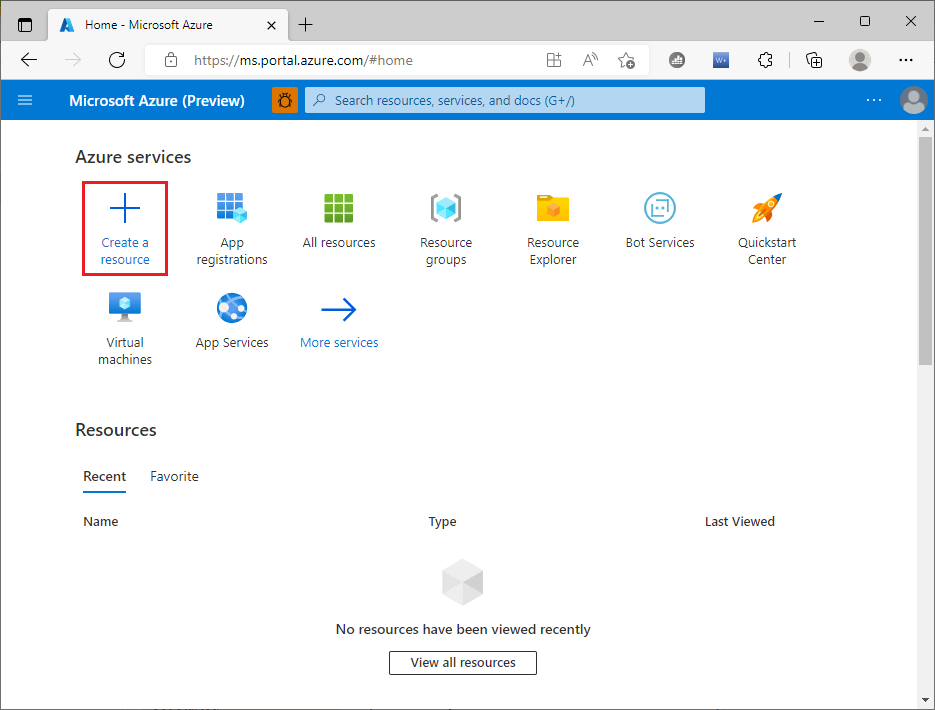 Home - Microsoft Azure
https://ms.portal.azure.com/#home
Microsoft Azure (Preview)
Search resources, services, and docs (G+/)
Azure services
Create a
resource
App
registrations
All resources
Resource
groups
Resource
Explorer
Bot Services
Quickstart
Center
Virtual
machines
App Services
More services
Resources
Recent
Favorite
Name
Type
Last Viewed
No resources have been viewed recently
View all resources